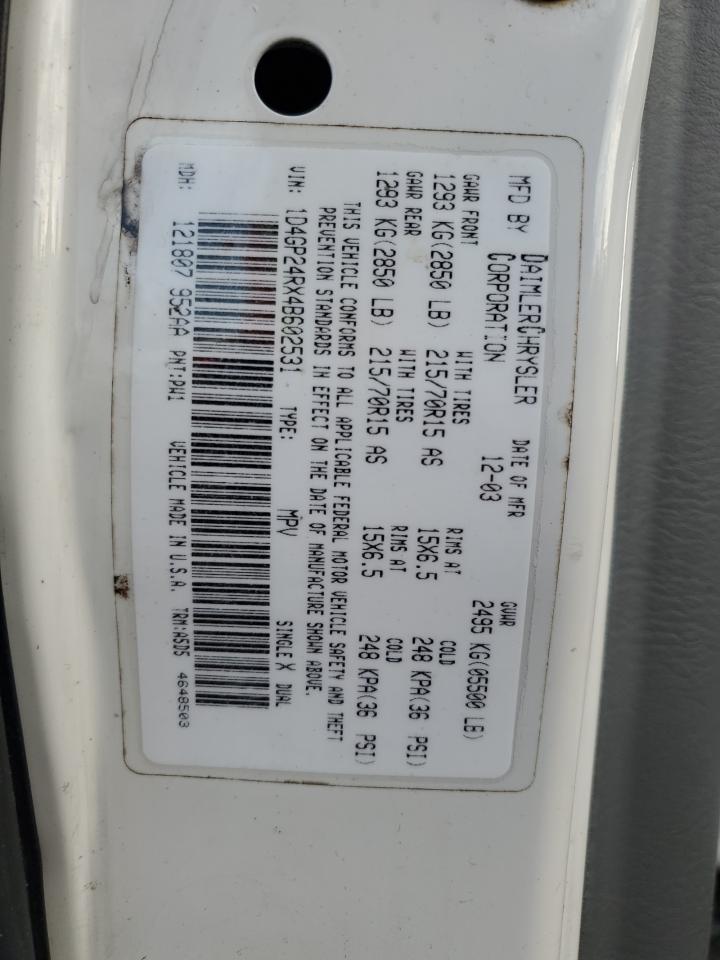 MFD BY DAIMLERCHRYSLER CORPORATION DATE OF MFR 12-03 GVWR 2495 KG(05500 LB)
GAWR FRONT WITH TIRES RIMS AT COLD
1293 KG(2850 LB) 215/70R15 AS 15X6.5 248 KPA(36 PSI)
GAWR REAR WITH TIRES RIMS AT COLD
1293 KG(2850 LB) 215/70R15 AS 15X6.5 248 KPA(36 PSI)
THIS VEHICLE CONFORMS TO ALL APPLICABLE FEDERAL MOTOR VEHICLE SAFETY AND THEFT
PREVENTION STANDARDS IN EFFECT ON THE DATE OF MANUFACTURE SHOWN ABOVE.
VIN: 1D4GP24RX4B602531 TYPE: MPV SINGLE X DUAL
MDH: 121807 952AA PNT:PW1 VEHICLE MADE IN U.S.A. TRM:A5D5 4648503